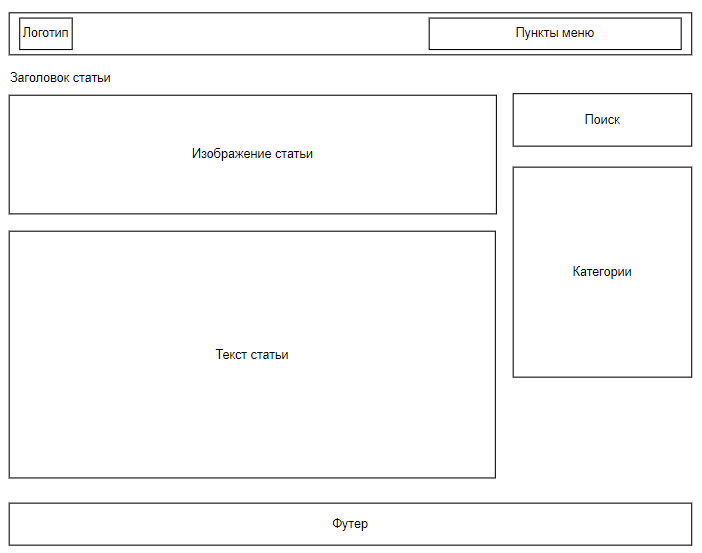 Логотип
Пункты меню
Заголовок статьи
Изображение статьи
Поиск
Категории
Текст статьи
Футер